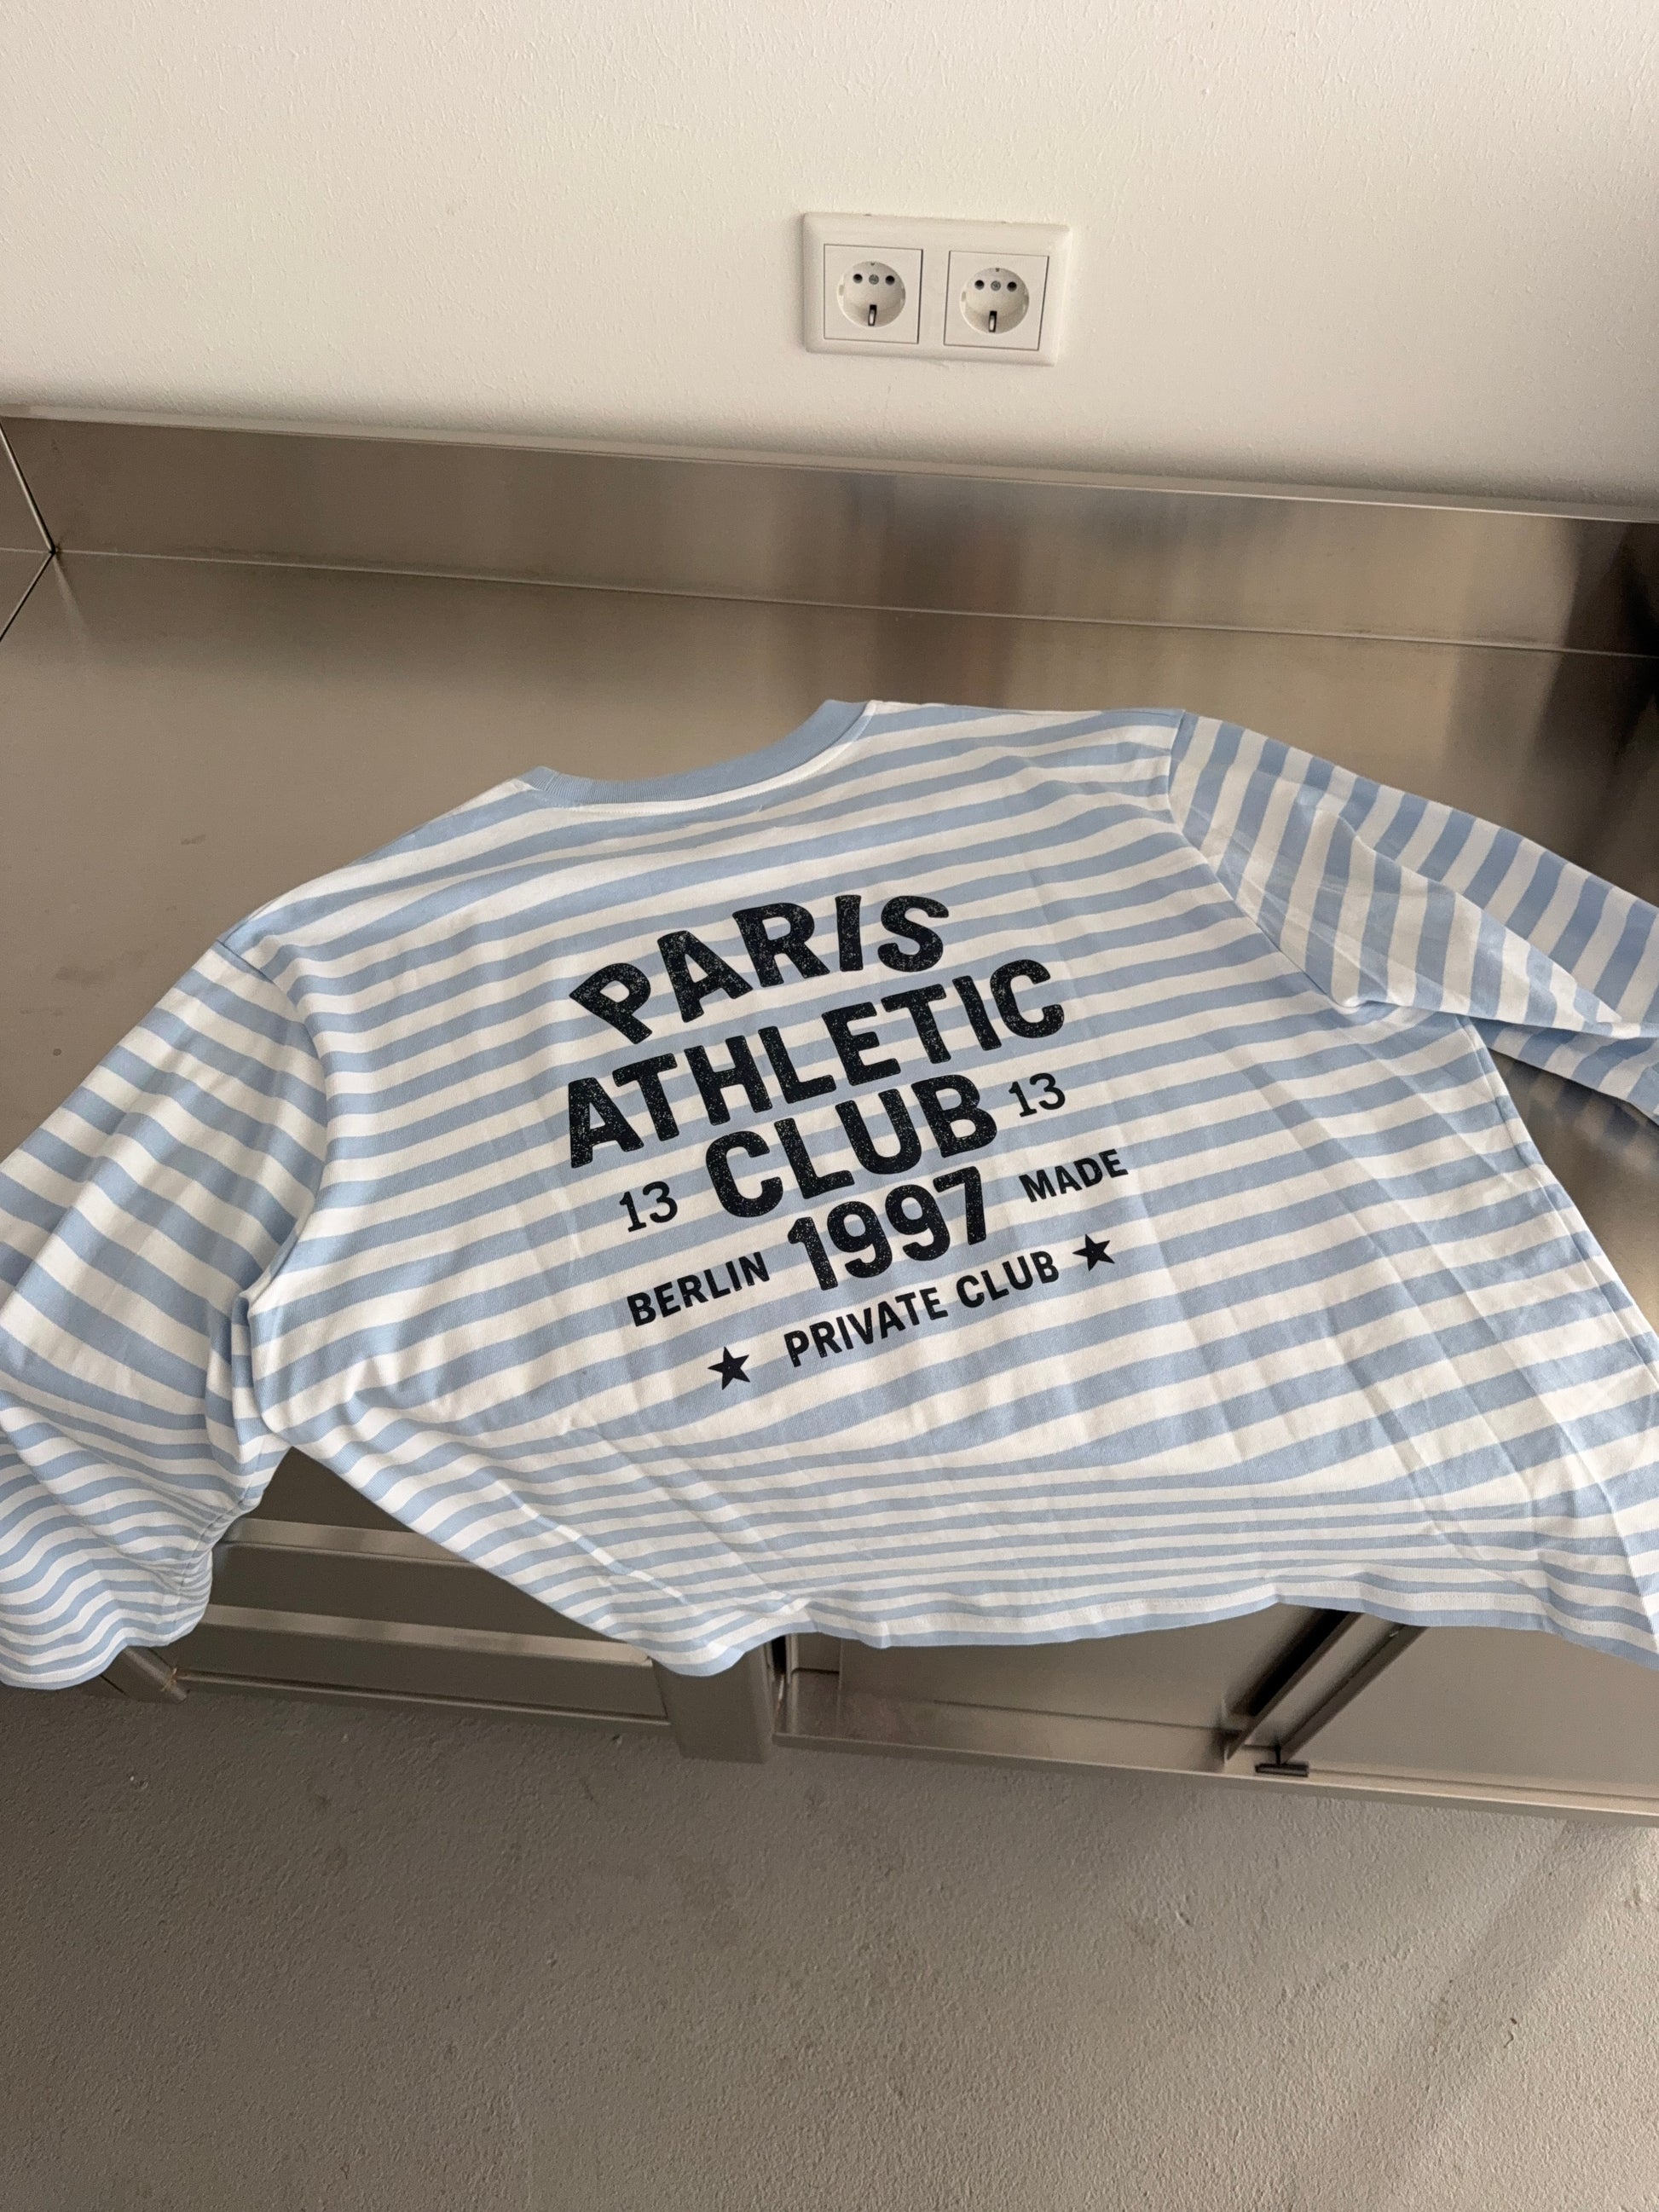 PARIS
ATHLETIC
13 CLUB 13
BERLIN 1997 MADE
★ PRIVATE CLUB ★